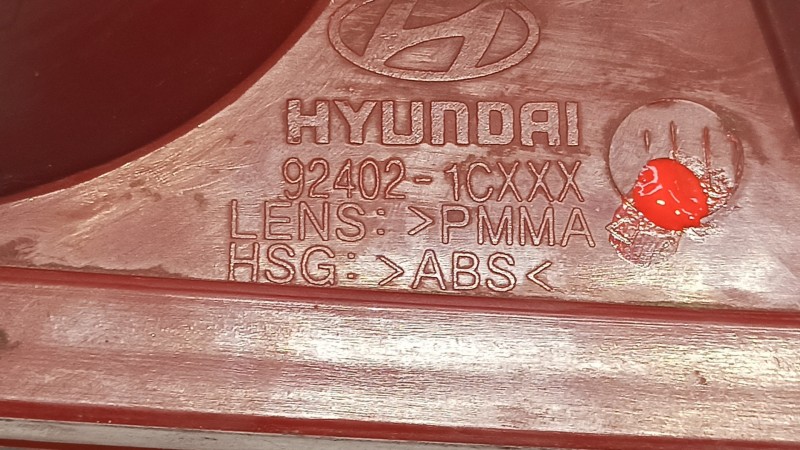 HYUNDAI
92402-1CXXX
LENS: >PMMA
HSG: >ABS<